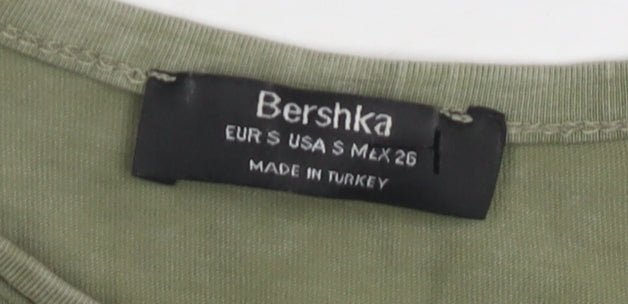 Bershka
EUR S USA S MEX 26
MADE IN TURKEY